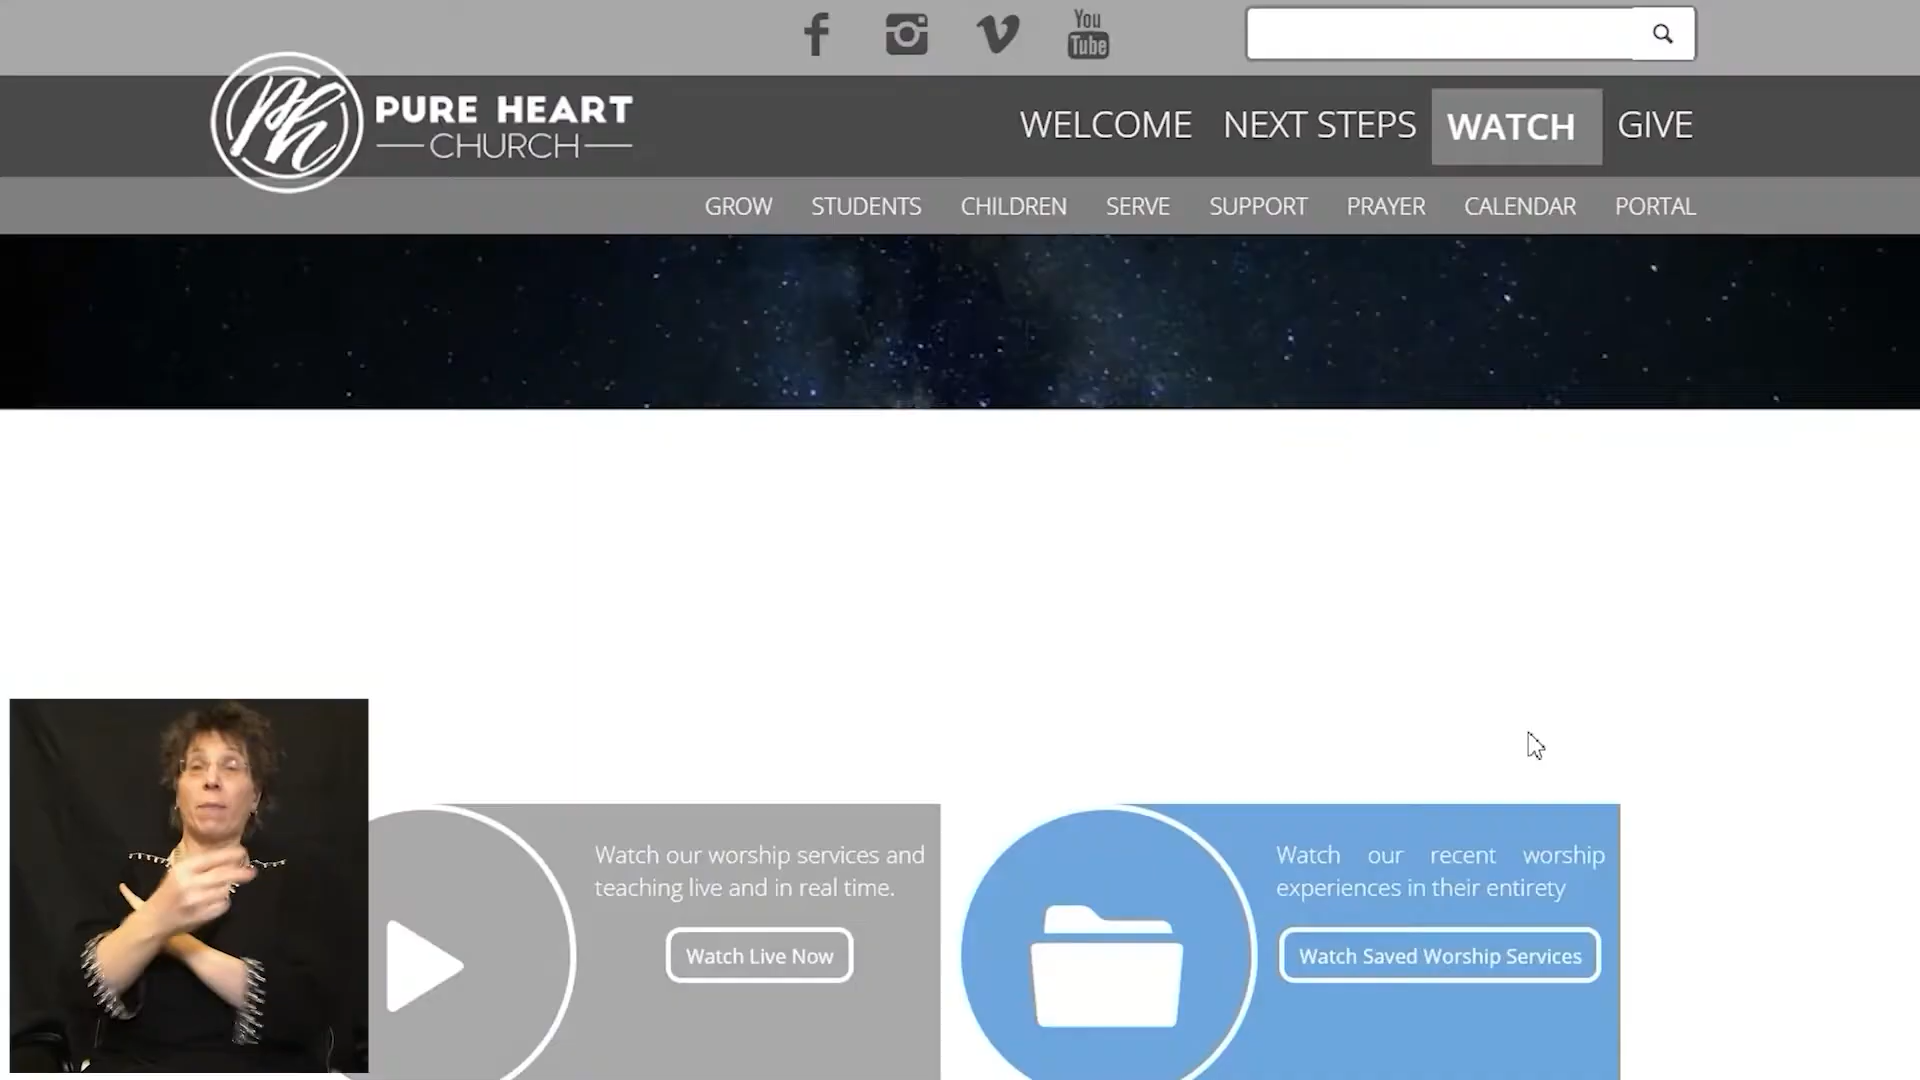 You
Tube
Ph
PURE HEART
CHURCH
WELCOME NEXT STEPS WATCH GIVE
GROW STUDENTS CHILDREN SERVE SUPPORT PRAYER CALENDAR PORTAL
Watch our worship services and
teaching live and in real time.
Watch Live Now
Watch our recent worship
experiences in their entirety
Watch Saved Worship Services